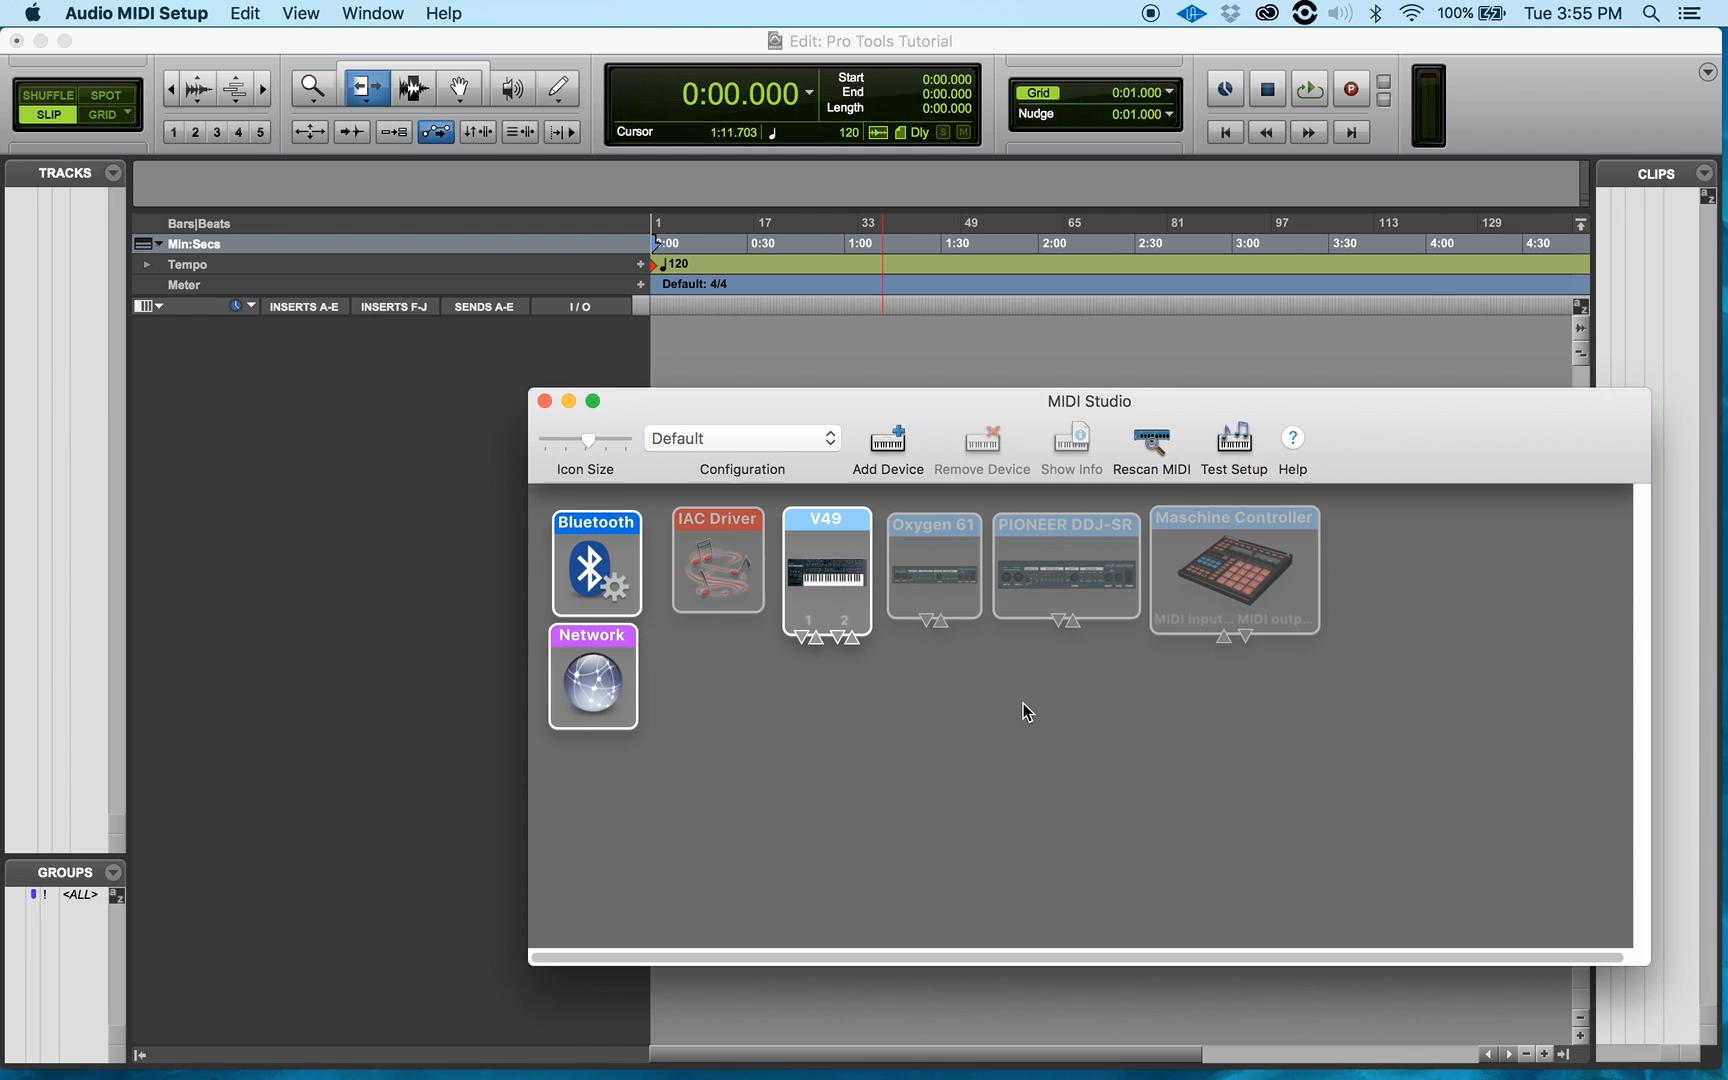 Audio MIDI Setup Edit View Window Help 100% Tue 3:55 PM
Edit: Pro Tools Tutorial
SHUFFLE SPOT
SLIP GRID
1 2 3 4 5
0:00.000
Start 0:00.000
End 0:00.000
Length 0:00.000
Cursor 1:11.703 120 Dly S M
Grid 0:01.000
Nudge 0:01.000
P
TRACKS
CLIPS
Bars|Beats 1 17 33 49 65 81 97 113 129
Min:Secs :00 0:30 1:00 1:30 2:00 2:30 3:00 3:30 4:00 4:30
Tempo + 120
Meter + Default: 4/4
INSERTS A-E INSERTS F-J SENDS A-E I / O
a z
MIDI Studio
Default
Icon Size Configuration Add Device Remove Device Show Info Rescan MIDI Test Setup Help
Bluetooth IAC Driver V49 Oxygen 61 PIONEER DDJ-SR Maschine Controller
1 2 MIDI input... MIDI outp...
Network
GROUPS
! <ALL> a z